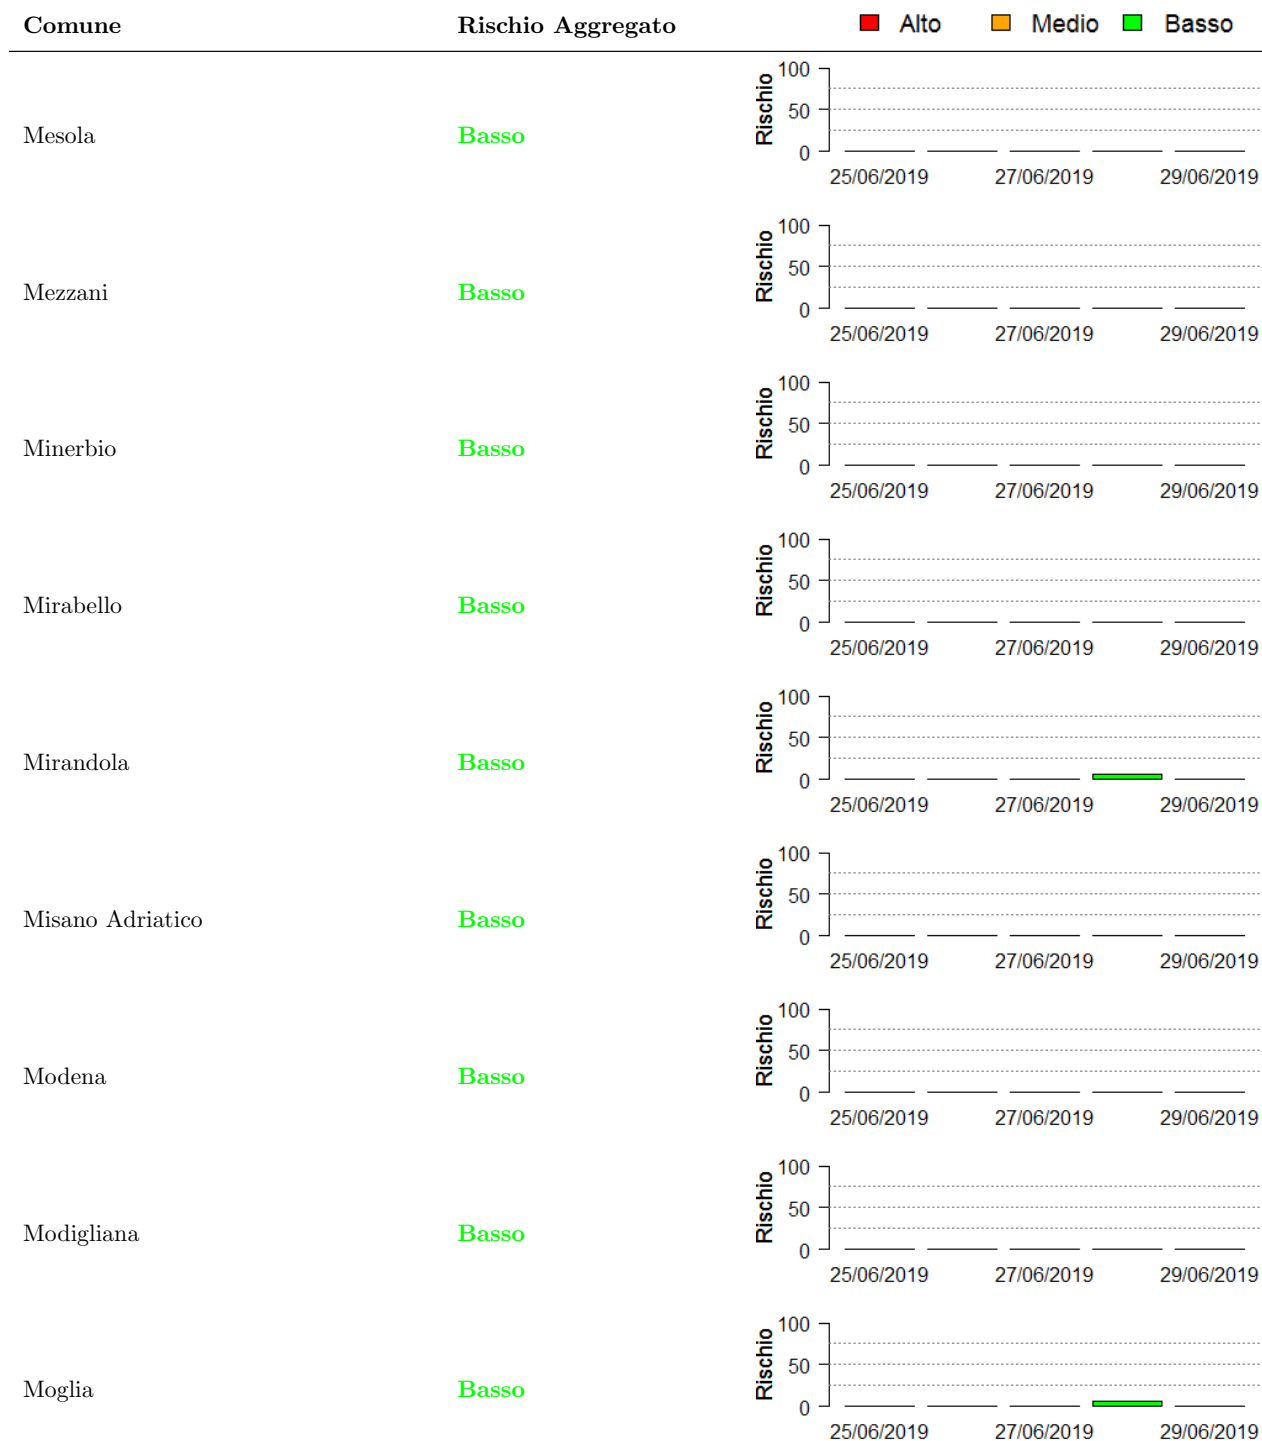 Comune Rischio Aggregato Alto Medio Basso
Mesola Basso Rischio 100 50 0
25/06/2019 27/06/2019 29/06/2019
Mezzani Basso Rischio 100 50 0
25/06/2019 27/06/2019 29/06/2019
Minerbio Basso Rischio 100 50 0
25/06/2019 27/06/2019 29/06/2019
Mirabello Basso Rischio 100 50 0
25/06/2019 27/06/2019 29/06/2019
Mirandola Basso Rischio 100 50 0
25/06/2019 27/06/2019 29/06/2019
Misano Adriatico Basso Rischio 100 50 0
25/06/2019 27/06/2019 29/06/2019
Modena Basso Rischio 100 50 0
25/06/2019 27/06/2019 29/06/2019
Modigliana Basso Rischio 100 50 0
25/06/2019 27/06/2019 29/06/2019
Moglia Basso Rischio 100 50 0
25/06/2019 27/06/2019 29/06/2019